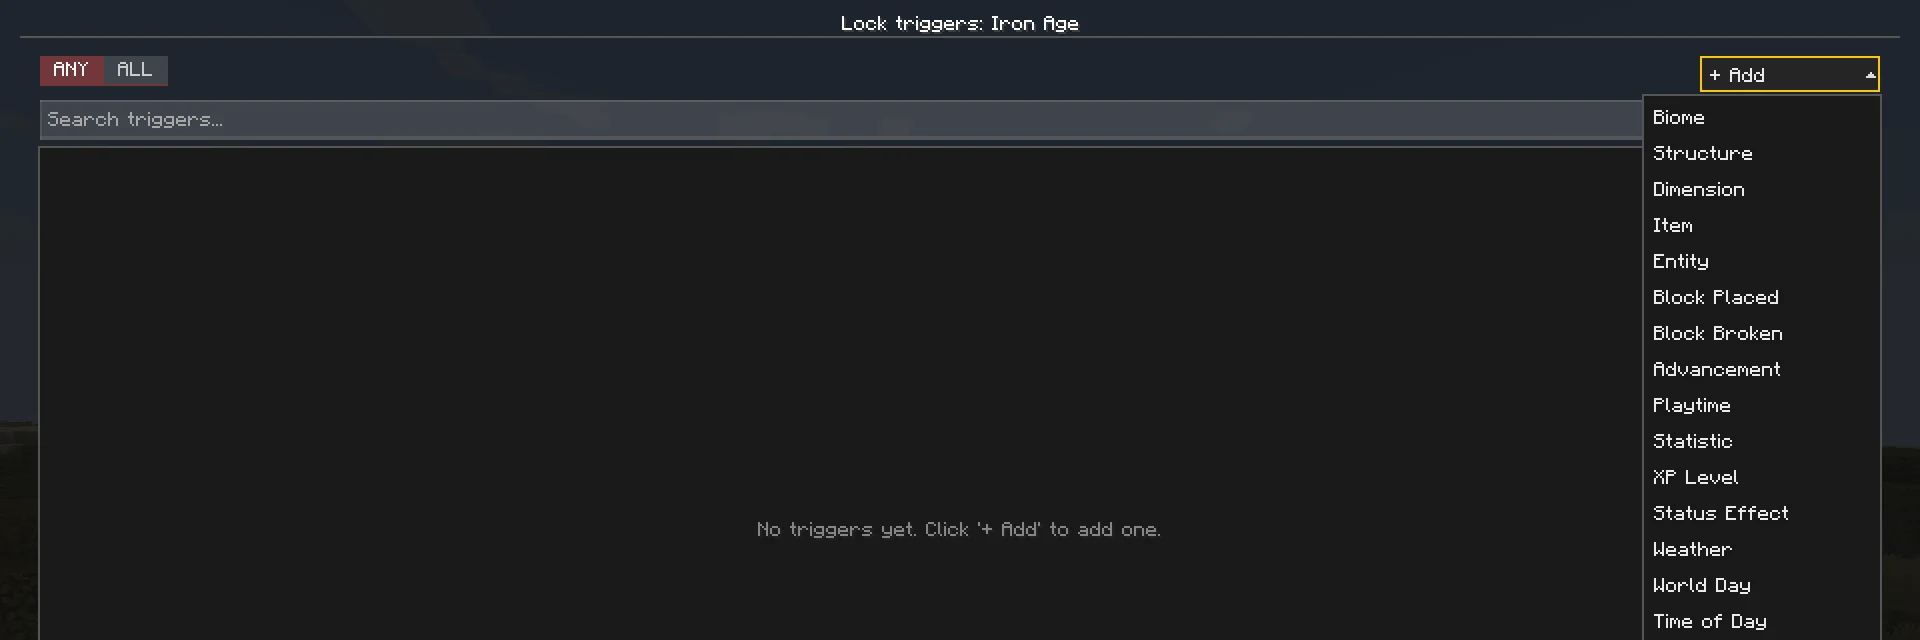 Lock triggers: Iron Age
ANY ALL
+ Add
Search triggers...
Biome
Structure
Dimension
Item
Entity
Block Placed
Block Broken
Advancement
Playtime
Statistic
XP Level
Status Effect
No triggers yet. Click '+ Add' to add one.
Weather
World Day
Time of Day